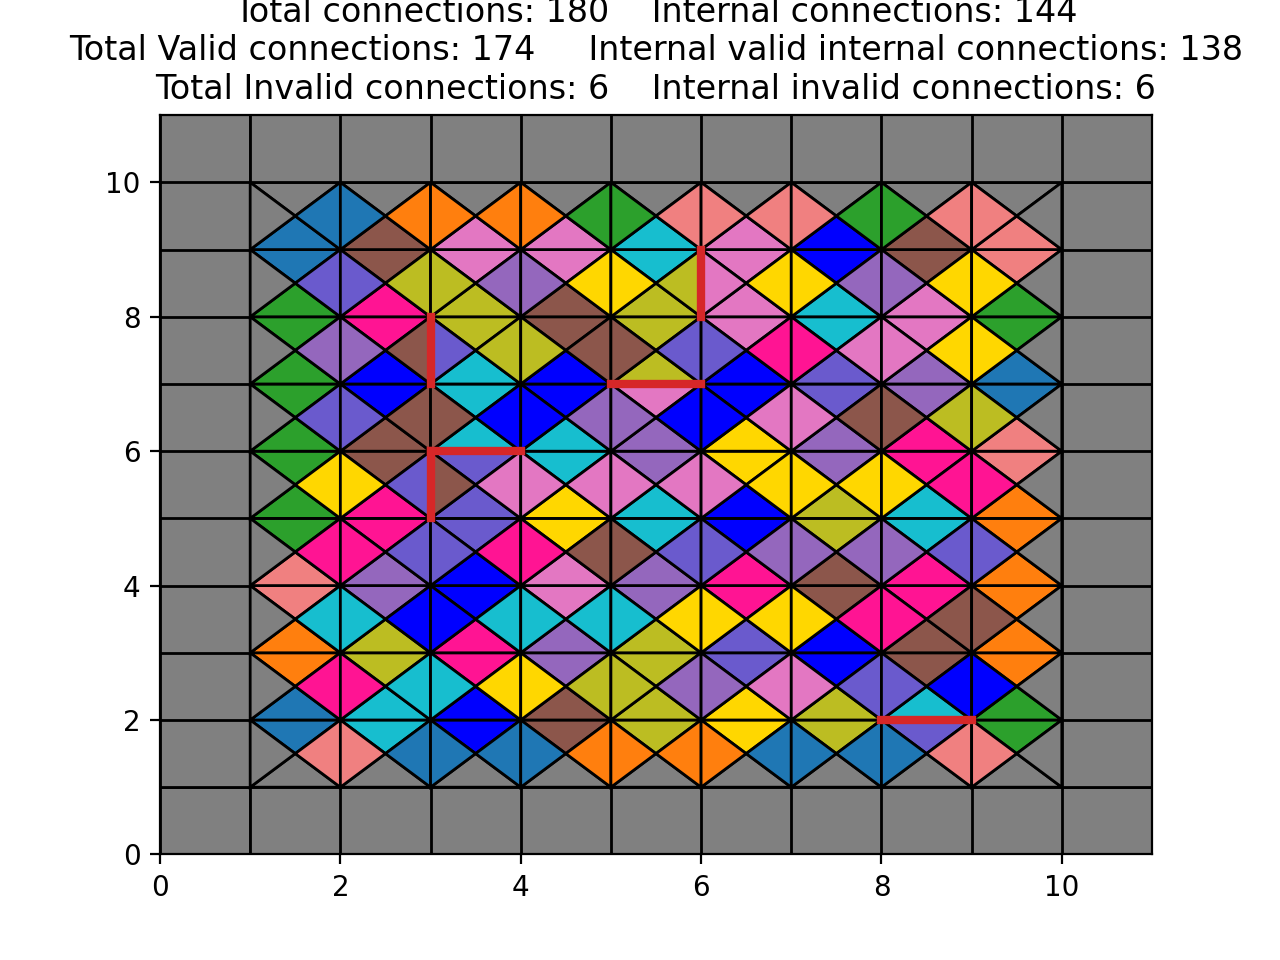 Total connections: 180 Internal connections: 144
Total Valid connections: 174 Internal valid internal connections: 138
Total Invalid connections: 6 Internal invalid connections: 6
10
8
6
4
2
0
0 2 4 6 8 10